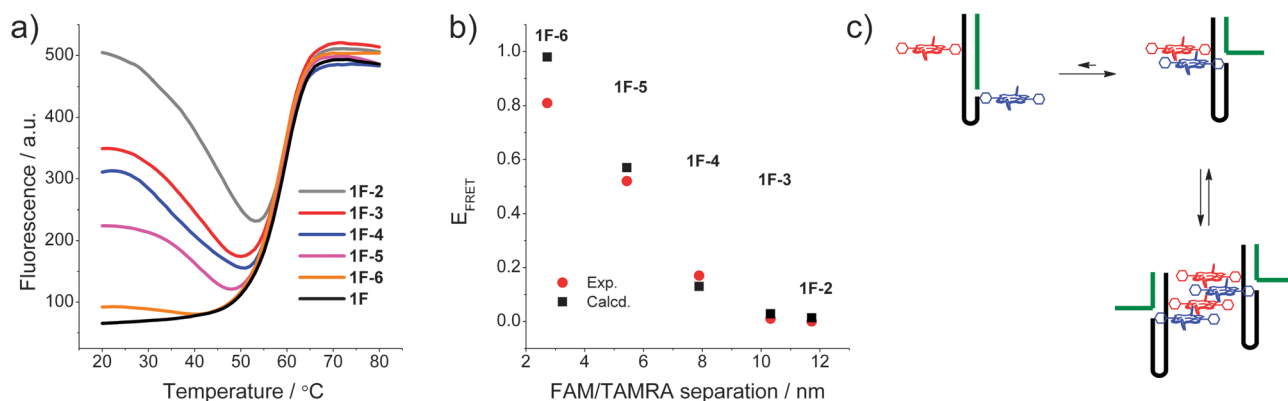 a)
500
400
300
200
100
20 30 40 50 60 70 80
Temperature / °C
Fluorescence / a.u.
1F-2
1F-3
1F-4
1F-5
1F-6
1F
b)
1.0
0.8
0.6
0.4
0.2
0.0
2 4 6 8 10 12 14
FAM/TAMRA separation / nm
E_FRET
1F-6
1F-5
1F-4
1F-3
1F-2
Exp.
Calcd.
c)